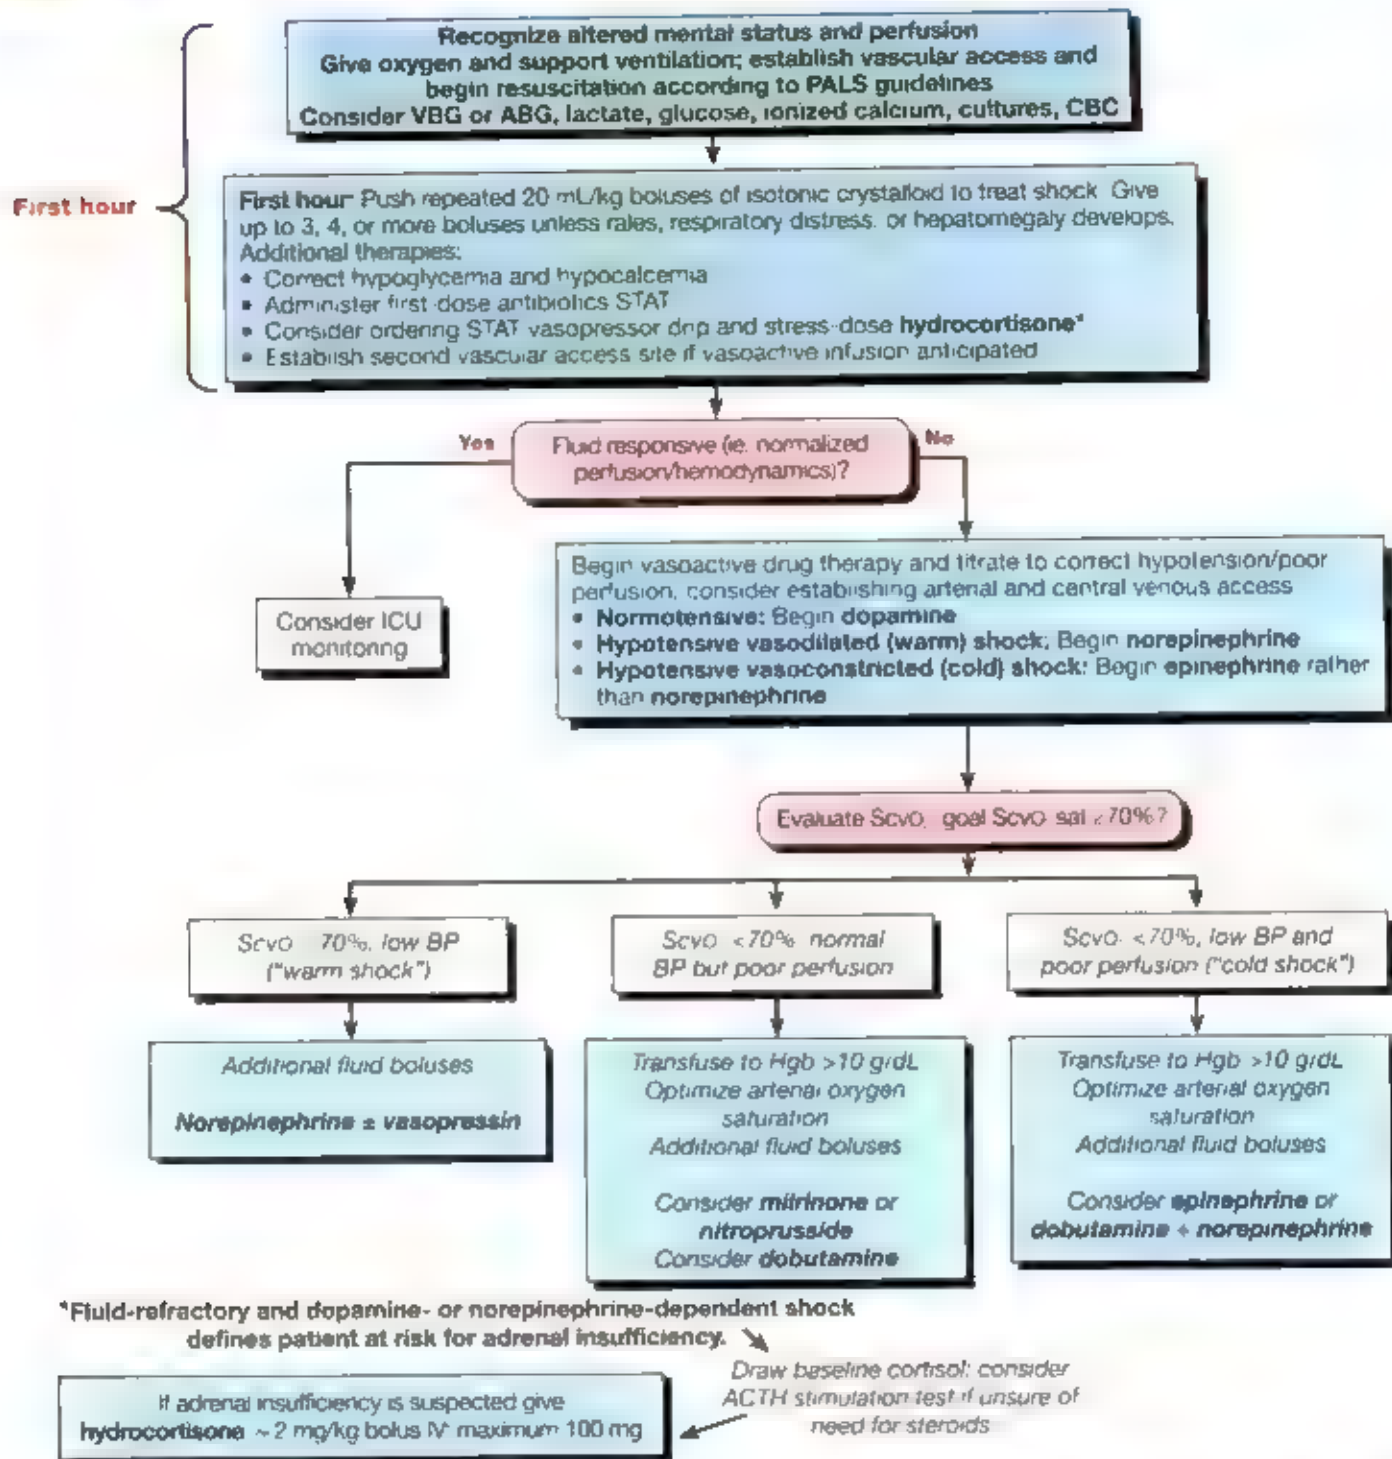 Recognize altered mental status and perfusion
Give oxygen and support ventilation; establish vascular access and
begin resuscitation according to PALS guidelines
Consider VBG or ABG, lactate, glucose, ionized calcium, cultures, CBC
First hour
First hour Push repeated 20 mL/kg boluses of isotonic crystalloid to treat shock Give
up to 3, 4, or more boluses unless rales, respiratory distress, or hepatomegaly develops.
Additional therapies:
• Correct hypoglycemia and hypocalcemia
• Administer first-dose antibiotics STAT
• Consider ordering STAT vasopressor drip and stress-dose hydrocortisone*
• Establish second vascular access site if vasoactive infusion anticipated
Yes
Fluid responsive (ie. normalized
perfusion/hemodynamics)?
No
Consider ICU
monitoring
Begin vasoactive drug therapy and titrate to correct hypotension/poor
perfusion, consider establishing arterial and central venous access
• Normotensive: Begin dopamine
• Hypotensive vasodilated (warm) shock: Begin norepinephrine
• Hypotensive vasoconstricted (cold) shock: Begin epinephrine rather
than norepinephrine
Evaluate goal sat 70%?
70%, low BP
("warm shock")
<70% normal
BP but poor perfusion
<70%, low BP and
poor perfusion ("cold shock")
Additional fluid boluses
Norepinephrine ± vasopressin
Transfuse to Hgb >10 g/dL
Optimize arterial oxygen
saturation
Additional fluid boluses
Consider milrinone or
nitroprusside
Consider dobutamine
Transfuse to Hgb >10 g/dL
Optimize arterial oxygen
saturation
Additional fluid boluses
Consider epinephrine or
dobutamine + norepinephrine
*Fluid-refractory and dopamine- or norepinephrine-dependent shock
defines patient at risk for adrenal insufficiency.
Draw baseline cortisol; consider
ACTH stimulation test if unsure of
need for steroids
If adrenal insufficiency is suspected give
hydrocortisone ~2 mg/kg bolus IV maximum 100 mg